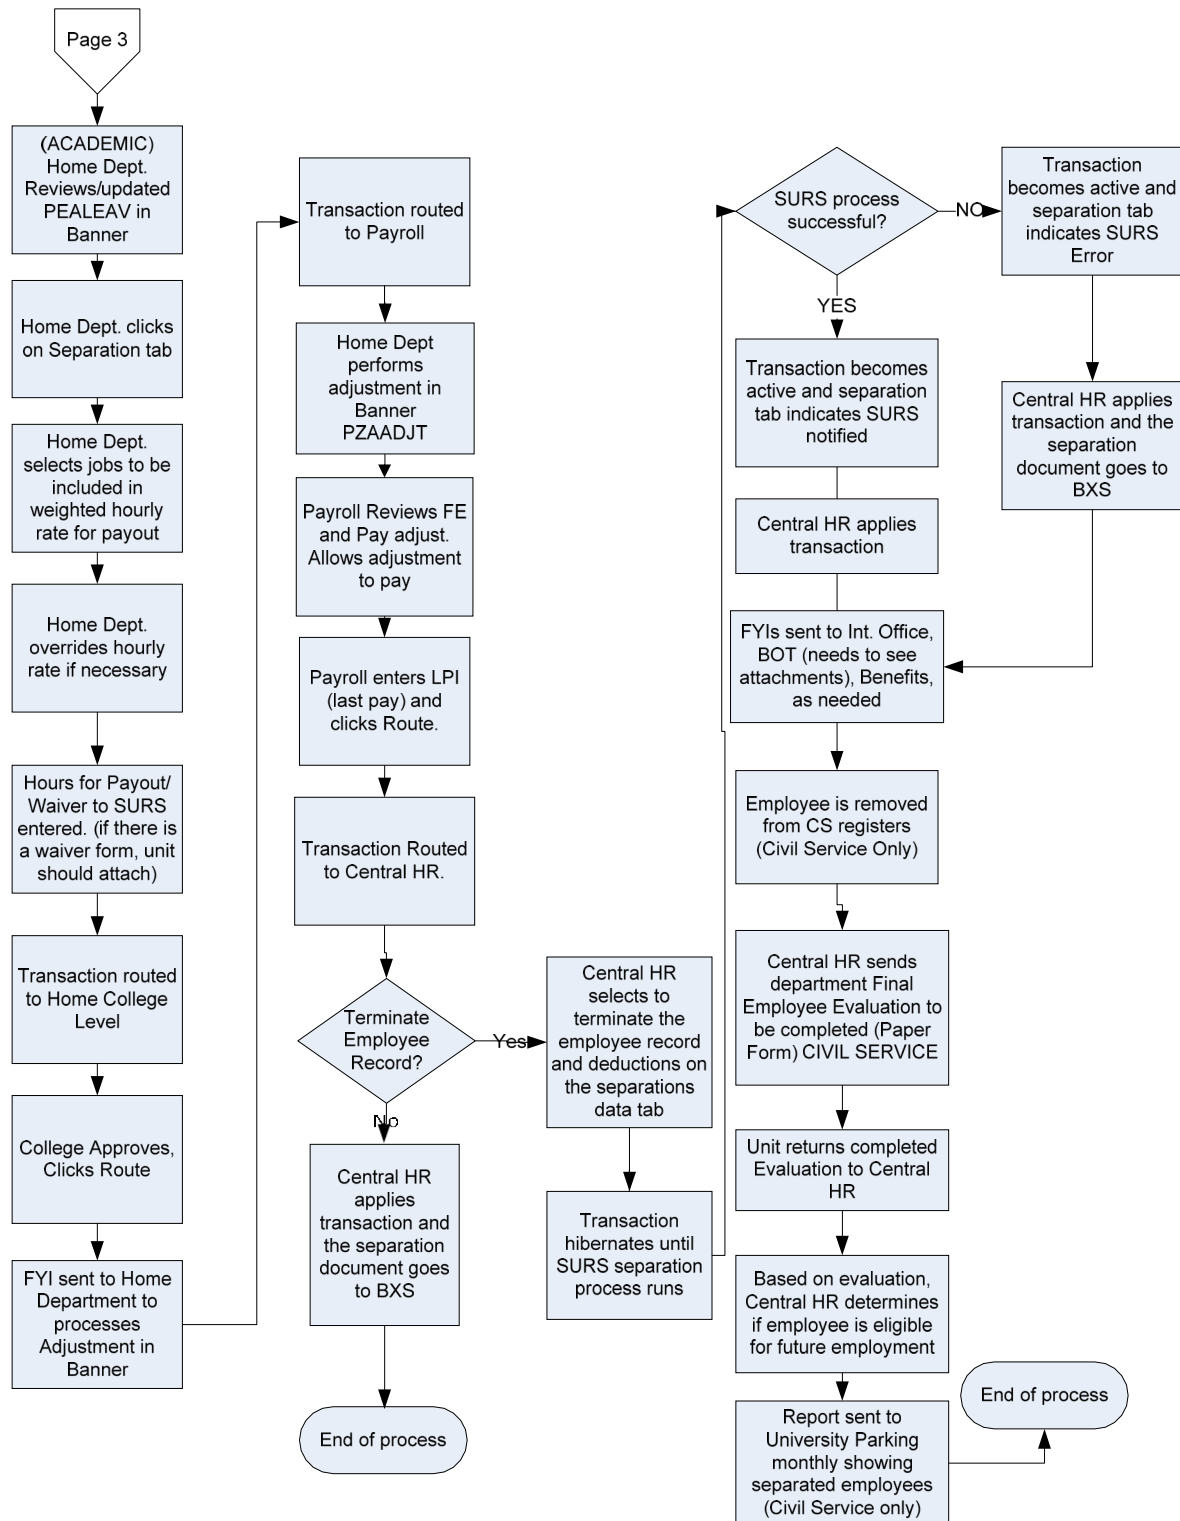 Page 3
(ACADEMIC)
Home Dept.
Reviews/updated
PEALEAV in
Banner
Home Dept. clicks
on Separation tab
Home Dept.
selects jobs to be
included in
weighted hourly
rate for payout
Home Dept.
overrides hourly
rate if necessary
Hours for Payout/
Waiver to SURS
entered. (if there is
a waiver form, unit
should attach)
Transaction routed
to Home College
Level
College Approves,
Clicks Route
FYI sent to Home
Department to
processes
Adjustment in
Banner
Transaction routed
to Payroll
Home Dept
performs
adjustment in
Banner
PZAADJT
Payroll Reviews FE
and Pay adjust.
Allows adjustment
to pay
Payroll enters LPI
(last pay) and
clicks Route.
Transaction Routed
to Central HR.
Terminate
Employee
Record?
Yes
No
Central HR
applies
transaction and
the separation
document goes
to BXS
End of process
Central HR
selects to
terminate the
employee record
and deductions on
the separations
data tab
Transaction
hibernates until
SURS separation
process runs
SURS process
successful?
NO
YES
Transaction
becomes active and
separation tab
indicates SURS
Error
Central HR applies
transaction and the
separation
document goes to
BXS
Transaction becomes
active and separation
tab indicates SURS
notified
Central HR applies
transaction
FYIs sent to Int. Office,
BOT (needs to see
attachments), Benefits,
as needed
Employee is removed
from CS registers
(Civil Service Only)
Central HR sends
department Final
Employee Evaluation to
be completed (Paper
Form) CIVIL SERVICE
Unit returns completed
Evaluation to Central
HR
Based on evaluation,
Central HR determines
if employee is eligible
for future employment
Report sent to
University Parking
monthly showing
separated employees
(Civil Service only)
End of process